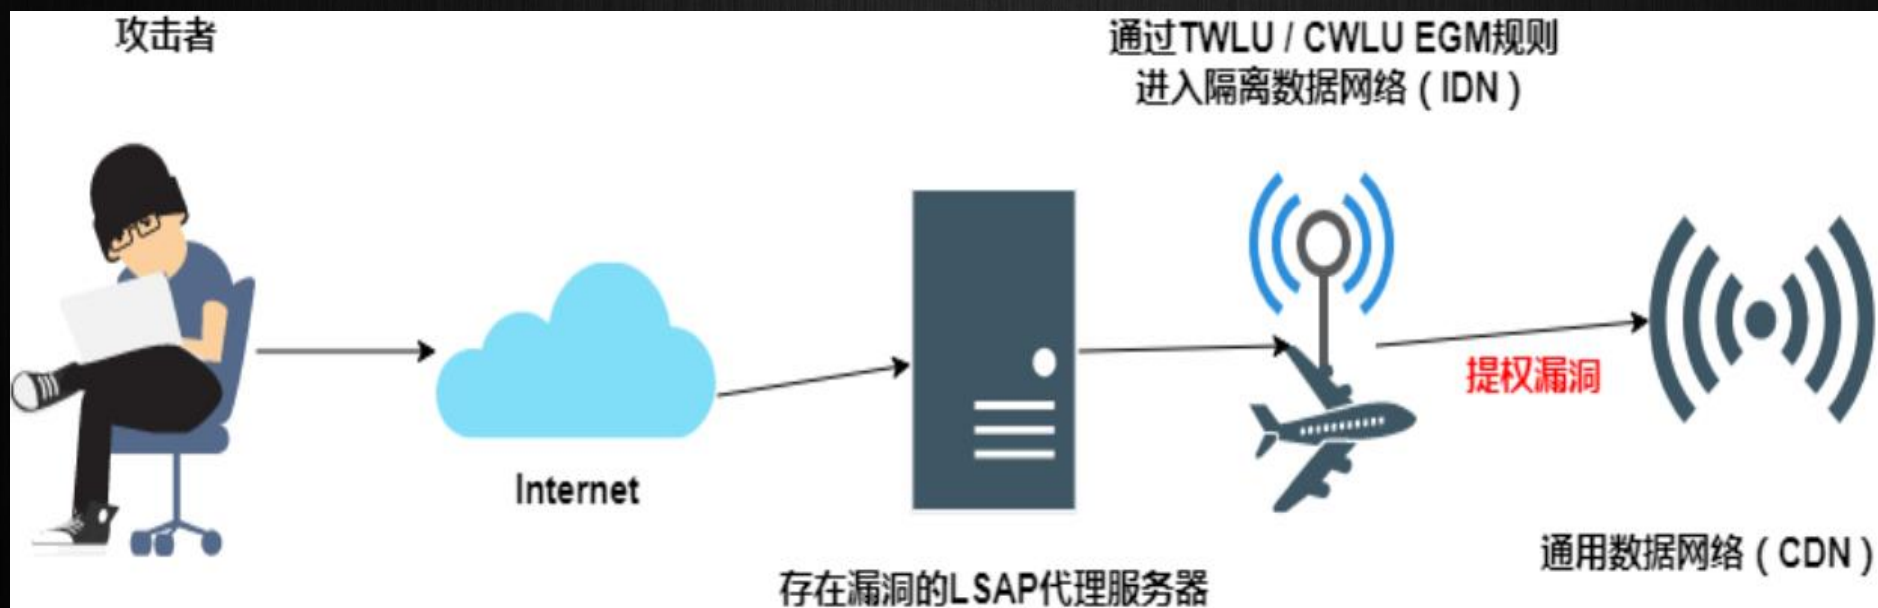 攻击者
通过TWLU / CWLU EGM规则
进入隔离数据网络（IDN）
提权漏洞
Internet
通用数据网络（CDN）
存在漏洞的LSAP代理服务器